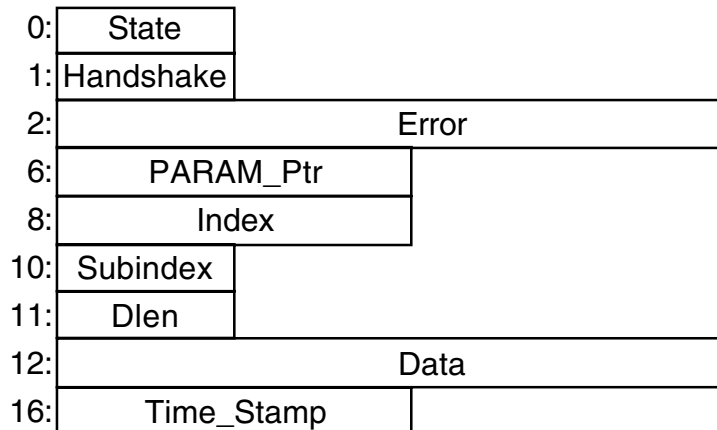 0: State
1: Handshake
2: Error
6: PARAM_Ptr
8: Index
10: Subindex
11: Dlen
12: Data
16: Time_Stamp